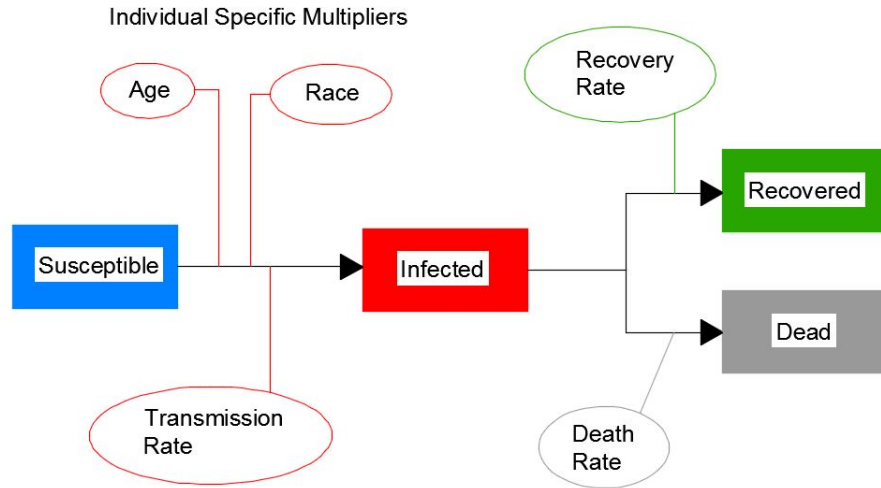 Individual Specific Multipliers
Age
Race
Recovery
Rate
Recovered
Susceptible
Infected
Dead
Transmission
Rate
Death
Rate